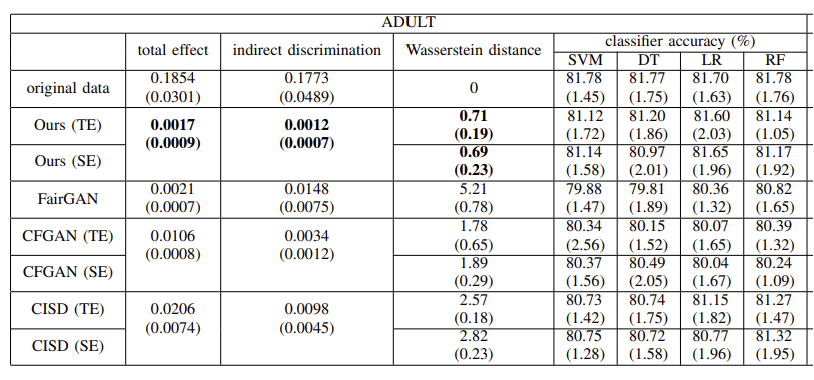 ADULT
total effect indirect discrimination Wasserstein distance classifier accuracy (%)
SVM DT LR RF
original data 0.1854 0.1773 0 81.78 81.77 81.70 81.78
(0.0301) (0.0489) (1.45) (1.75) (1.63) (1.76)
Ours (TE) 0.0017 0.0012 0.71 81.12 81.20 81.60 81.14
(0.0009) (0.0007) (0.19) (1.72) (1.86) (2.03) (1.05)
Ours (SE) 0.69 81.14 80.97 81.65 81.17
(0.23) (1.58) (2.01) (1.96) (1.92)
FairGAN 0.0021 0.0148 5.21 79.88 79.81 80.36 80.82
(0.0007) (0.0075) (0.78) (1.47) (1.89) (1.32) (1.65)
CFGAN (TE) 0.0106 0.0034 1.78 80.34 80.15 80.07 80.39
(0.0008) (0.0012) (0.65) (2.56) (1.52) (1.65) (1.32)
CFGAN (SE) 1.89 80.37 80.49 80.04 80.24
(0.29) (1.56) (2.05) (1.67) (1.09)
CISD (TE) 0.0206 0.0098 2.57 80.73 80.74 81.15 81.27
(0.0074) (0.0045) (0.18) (1.42) (1.75) (1.82) (1.47)
CISD (SE) 2.82 80.75 80.72 80.77 81.32
(0.23) (1.28) (1.58) (1.96) (1.95)